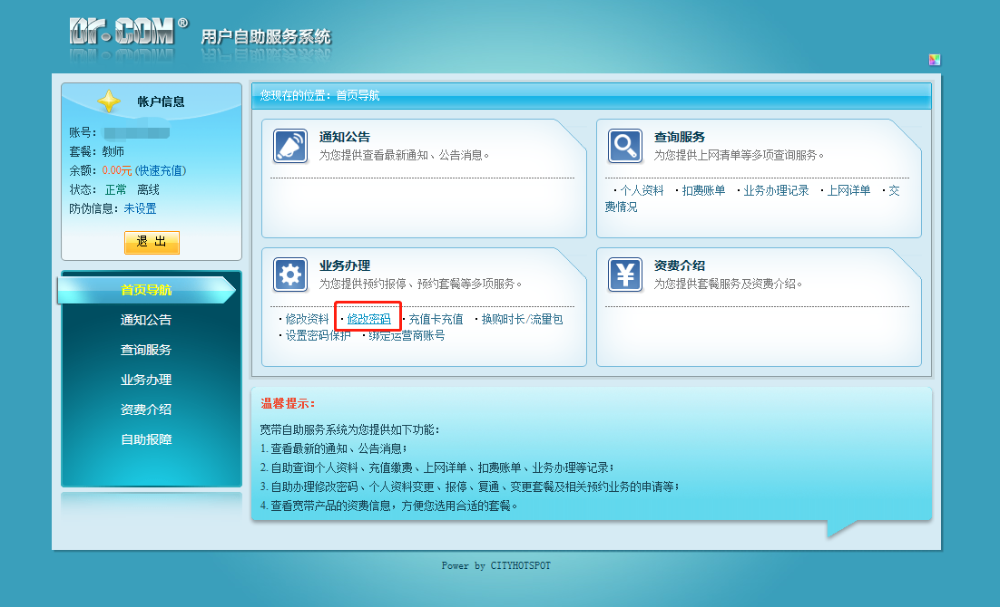 Dr.COM® 用户自助服务系统
帐户信息
账号：
套餐：教师
余额：0.00元 (快速充值)
状态： 正常 离线
防伪信息：未设置
退 出
首页导航
通知公告
查询服务
业务办理
资费介绍
自助报障
您现在的位置：首页导航
通知公告
为您提供查看最新通知、公告消息。
查询服务
为您提供上网清单等多项查询服务。
·个人资料 ·扣费账单 ·业务办理记录 ·上网详单 ·交
费情况
业务办理
为您提供预约报停、预约套餐等多项服务。
·修改资料 ·修改密码 ·充值卡充值 ·换购时长/流量包
·设置密码保护 ·绑定运营商账号
资费介绍
为您提供套餐服务及资费介绍。
温馨提示：
宽带自助服务系统为您提供如下功能：
1. 查看最新的通知、公告消息；
2. 自助查询个人资料、充值缴费、上网详单、扣费账单、业务办理等记录；
3. 自助办理修改密码、个人资料变更、报停、复通、变更套餐及相关预约业务的申请等；
4. 查看宽带产品的资费信息，方便您选用合适的套餐。
Power by CITYHOTSPOT